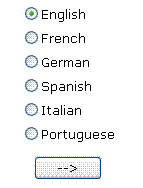 English
French
German
Spanish
Italian
Portuguese
-->